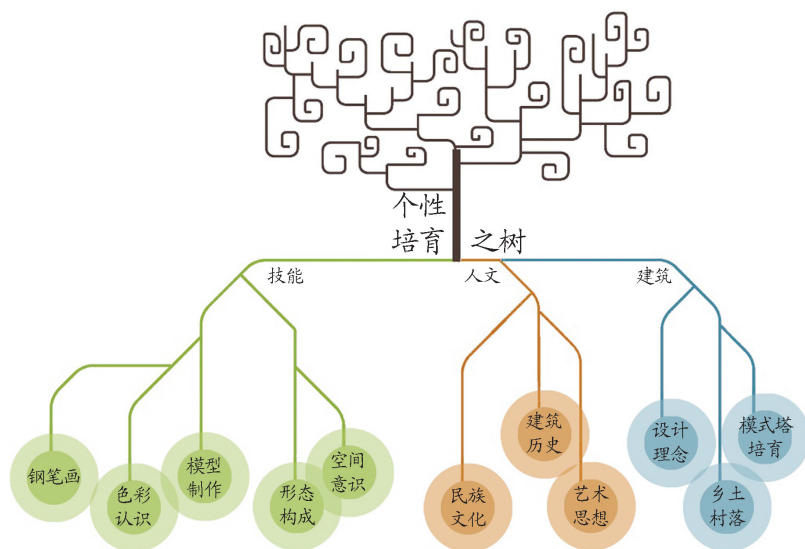 个性
培育
之树
技能
人文
建筑
钢笔画
色彩
认识
模型
制作
形态
构成
空间
意识
民族
文化
建筑
历史
艺术
思想
设计
理念
乡土
村落
模式塔
培育